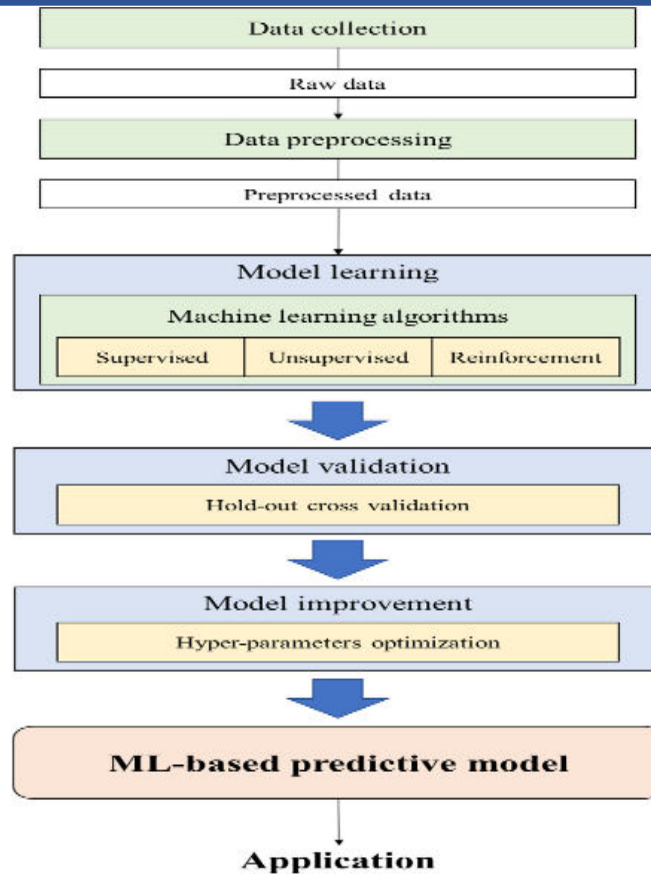 Data collection
Raw data
Data preprocessing
Preprocessed data
Model learning
Machine learning algorithms
Supervised Unsupervised Reinforcement
Model validation
Hold-out cross validation
Model improvement
Hyper-parameters optimization
ML-based predictive model
Application